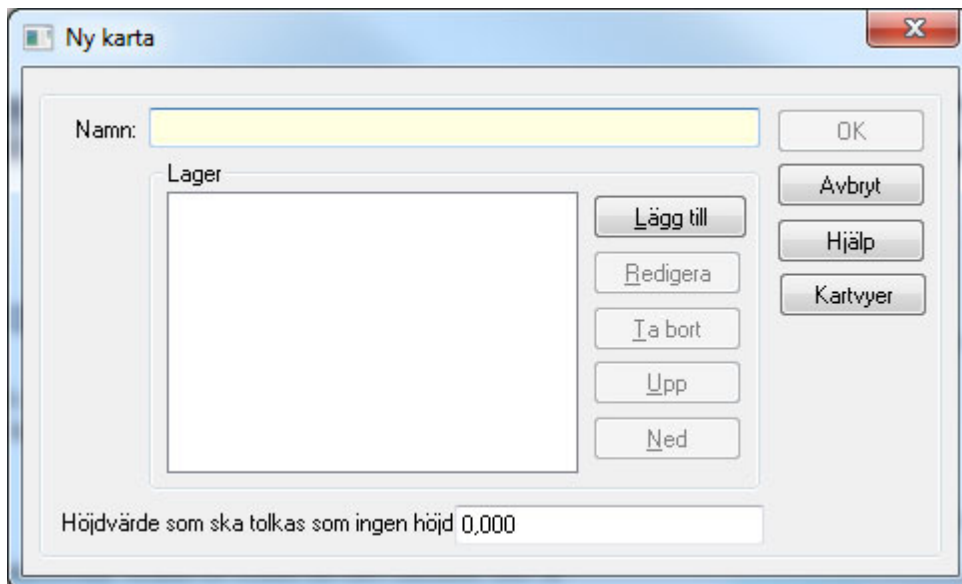 Ny karta
Namn:
OK
Lager
Avbryt
Lägg till
Hjälp
Redigera
Kartvyer
Ta bort
Upp
Ned
Höjdvärde som ska tolkas som ingen höjd 0,000